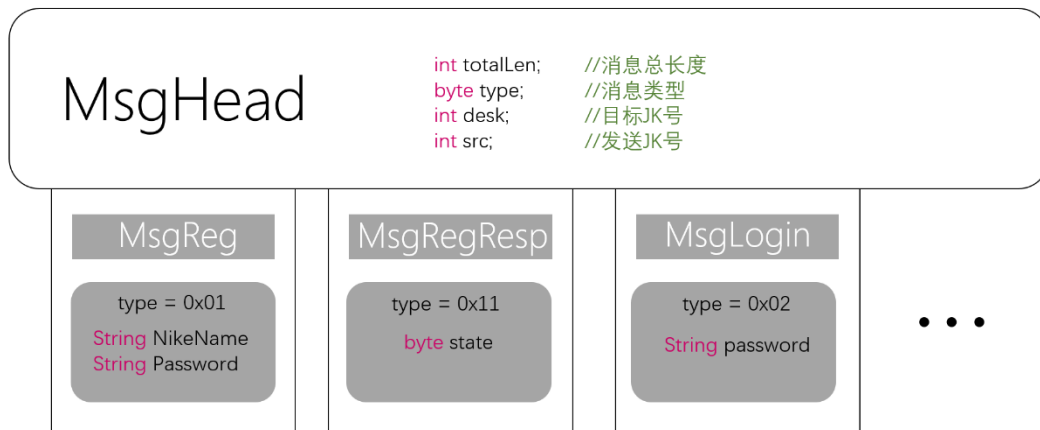 MsgHead
int totalLen; //消息总长度
byte type; //消息类型
int desk; //目标JK号
int src; //发送JK号
MsgReg
type = 0x01
String NikeName
String Password
MsgRegResp
type = 0x11
byte state
MsgLogin
type = 0x02
String password
•••